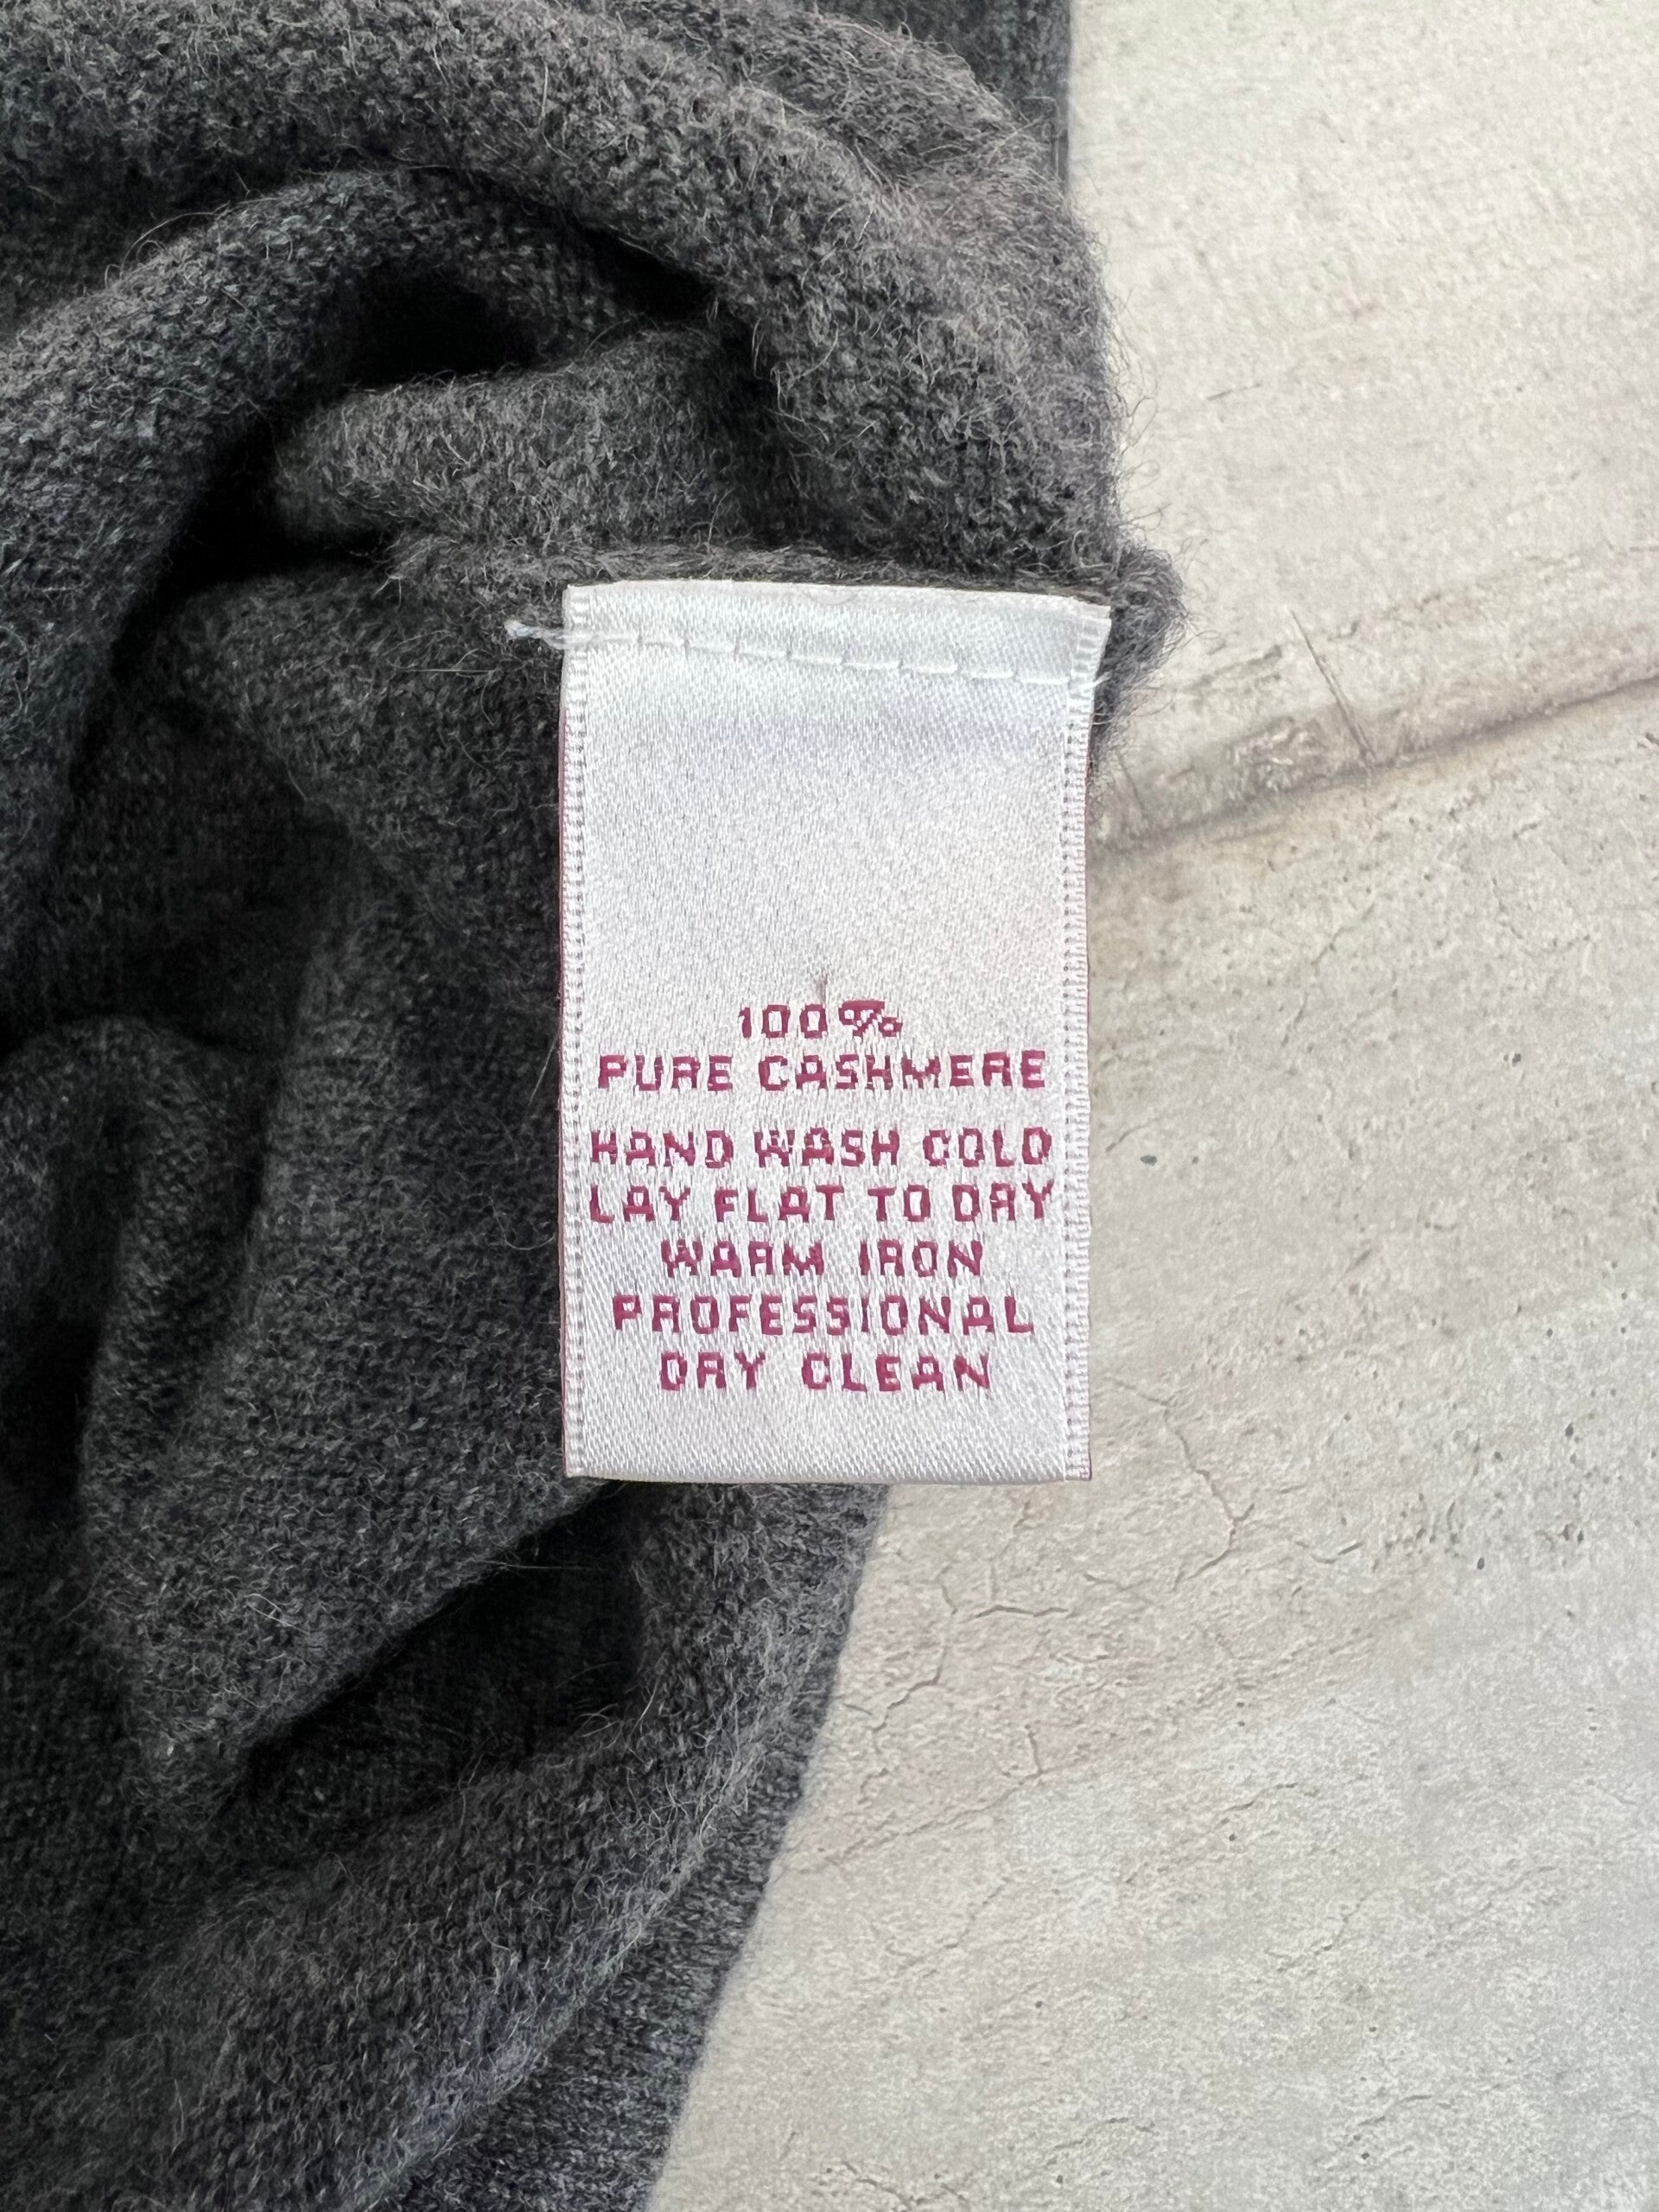 100%
PURE CASHMERE
HAND WASH COLD
LAY FLAT TO DRY
WARM IRON
PROFESSIONAL
DRY CLEAN